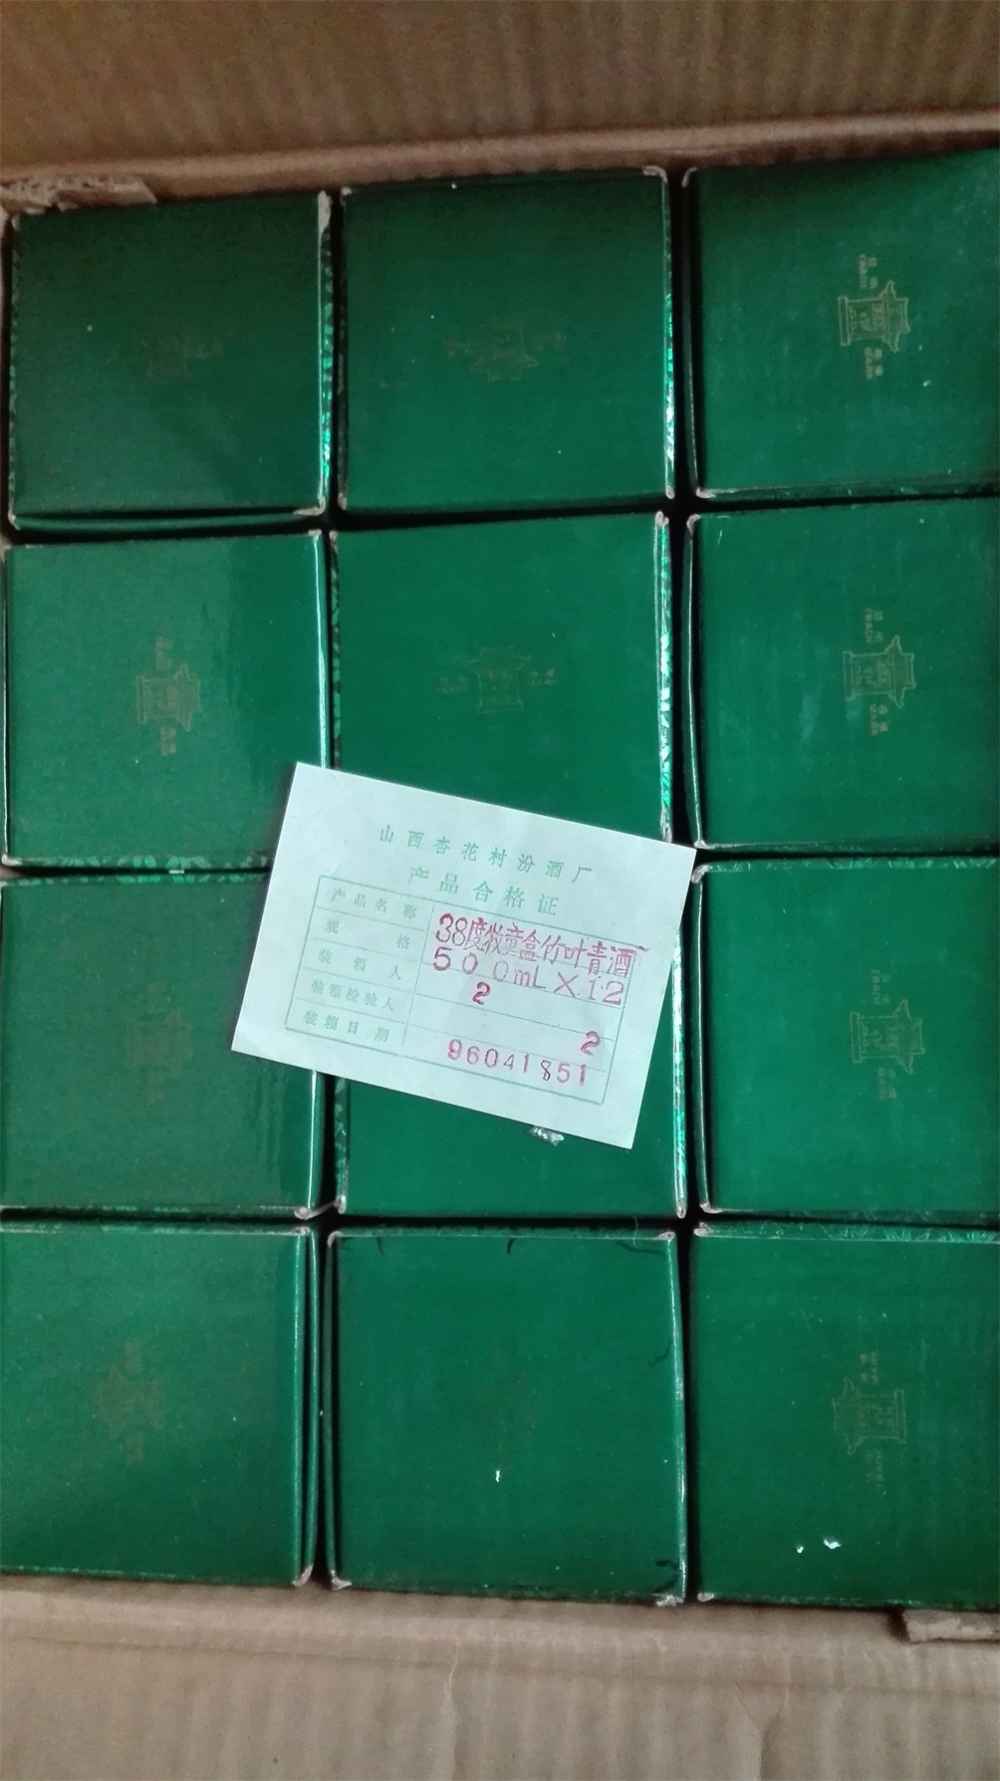 山西杏花村汾酒厂
产品合格证
产品名称 38度牧童盒竹叶青酒
规格 500mL×12
装箱人 2
装箱检验人 2
装箱日期 96041851